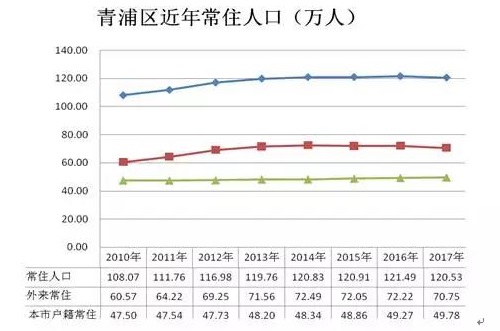 青浦区近年常住人口（万人）
140.00
120.00
100.00
80.00
60.00
40.00
20.00
0.00
2010年 2011年 2012年 2013年 2014年 2015年 2016年 2017年
常住人口 108.07 111.76 116.98 119.76 120.83 120.91 121.49 120.53
外来常住 60.57 64.22 69.25 71.56 72.49 72.05 72.22 70.75
本市户籍常住 47.50 47.54 47.73 48.20 48.34 48.86 49.27 49.78